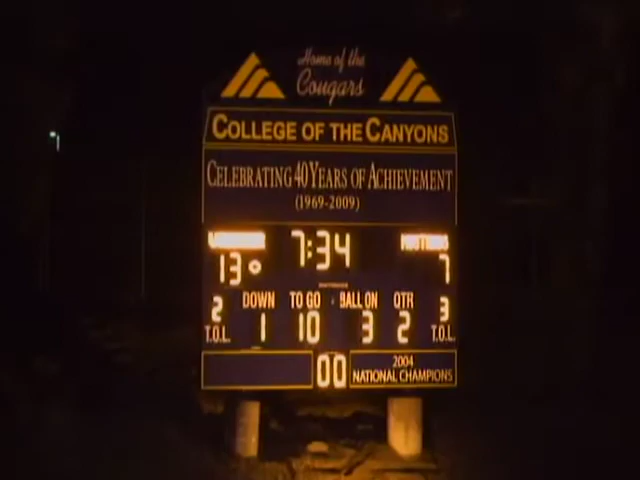 Home of the
Cougars
COLLEGE OF THE CANYONS
CELEBRATING 40 YEARS OF ACHIEVEMENT
(1969-2009)
7:34
13 7
DOWN TO GO BALL ON QTR
2 1 10 3 2 3
T.O.L. T.O.L.
00
2004
NATIONAL CHAMPIONS